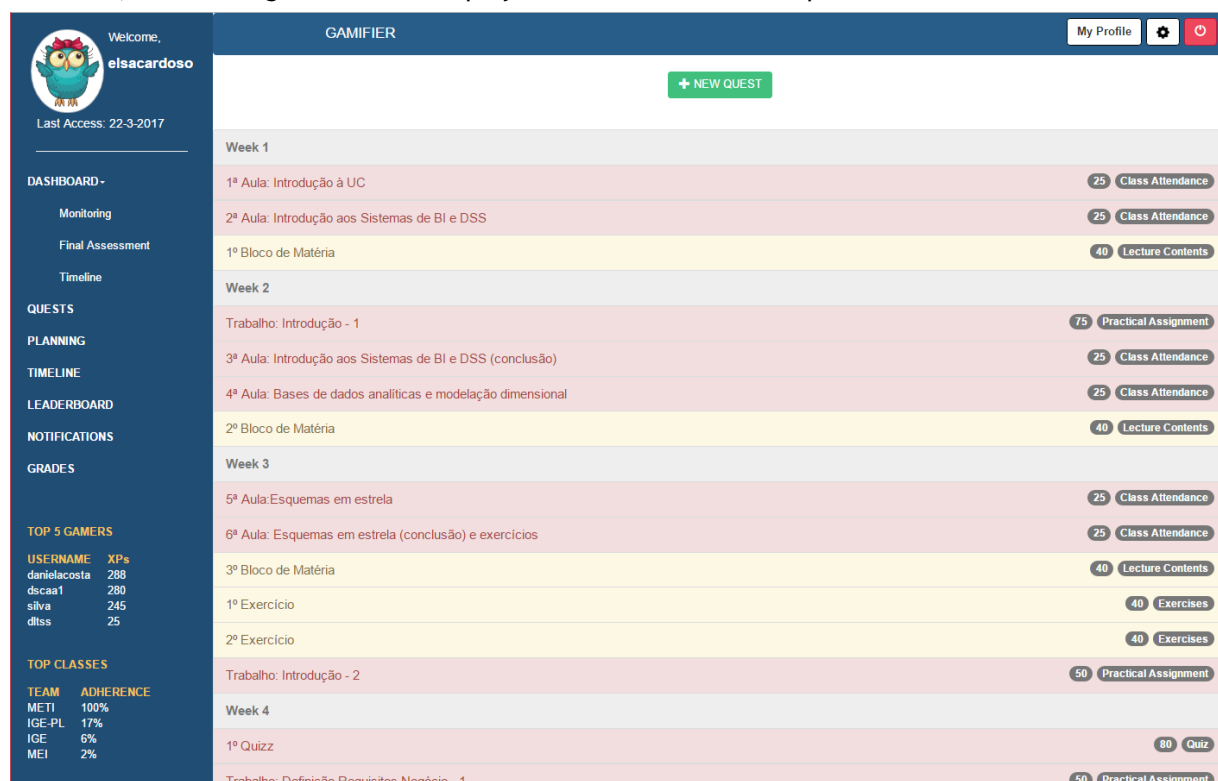 Welcome,
elsacardoso
Last Access: 22-3-2017
DASHBOARD
Monitoring
Final Assessment
Timeline
QUESTS
PLANNING
TIMELINE
LEADERBOARD
NOTIFICATIONS
GRADES
TOP 5 GAMERS
USERNAME XPs
danielacosta 288
dscaa1 280
silva 245
dltss 25
TOP CLASSES
TEAM ADHERENCE
METI 100%
IGE-PL 17%
IGE 6%
MEI 2%
GAMIFIER
My Profile
+ NEW QUEST
Week 1
1ª Aula: Introdução à UC 25 Class Attendance
2ª Aula: Introdução aos Sistemas de BI e DSS 25 Class Attendance
1º Bloco de Matéria 40 Lecture Contents
Week 2
Trabalho: Introdução - 1 75 Practical Assignment
3ª Aula: Introdução aos Sistemas de BI e DSS (conclusão) 25 Class Attendance
4ª Aula: Bases de dados analíticas e modelação dimensional 25 Class Attendance
2º Bloco de Matéria 40 Lecture Contents
Week 3
5ª Aula:Esquemas em estrela 25 Class Attendance
6ª Aula: Esquemas em estrela (conclusão) e exercícios 25 Class Attendance
3º Bloco de Matéria 40 Lecture Contents
1º Exercício 40 Exercises
2º Exercício 40 Exercises
Trabalho: Introdução - 2 50 Practical Assignment
Week 4
1º Quizz 80 Quiz
Trabalho: Definição Requisitos Negócio - 1 50 Practical Assignment